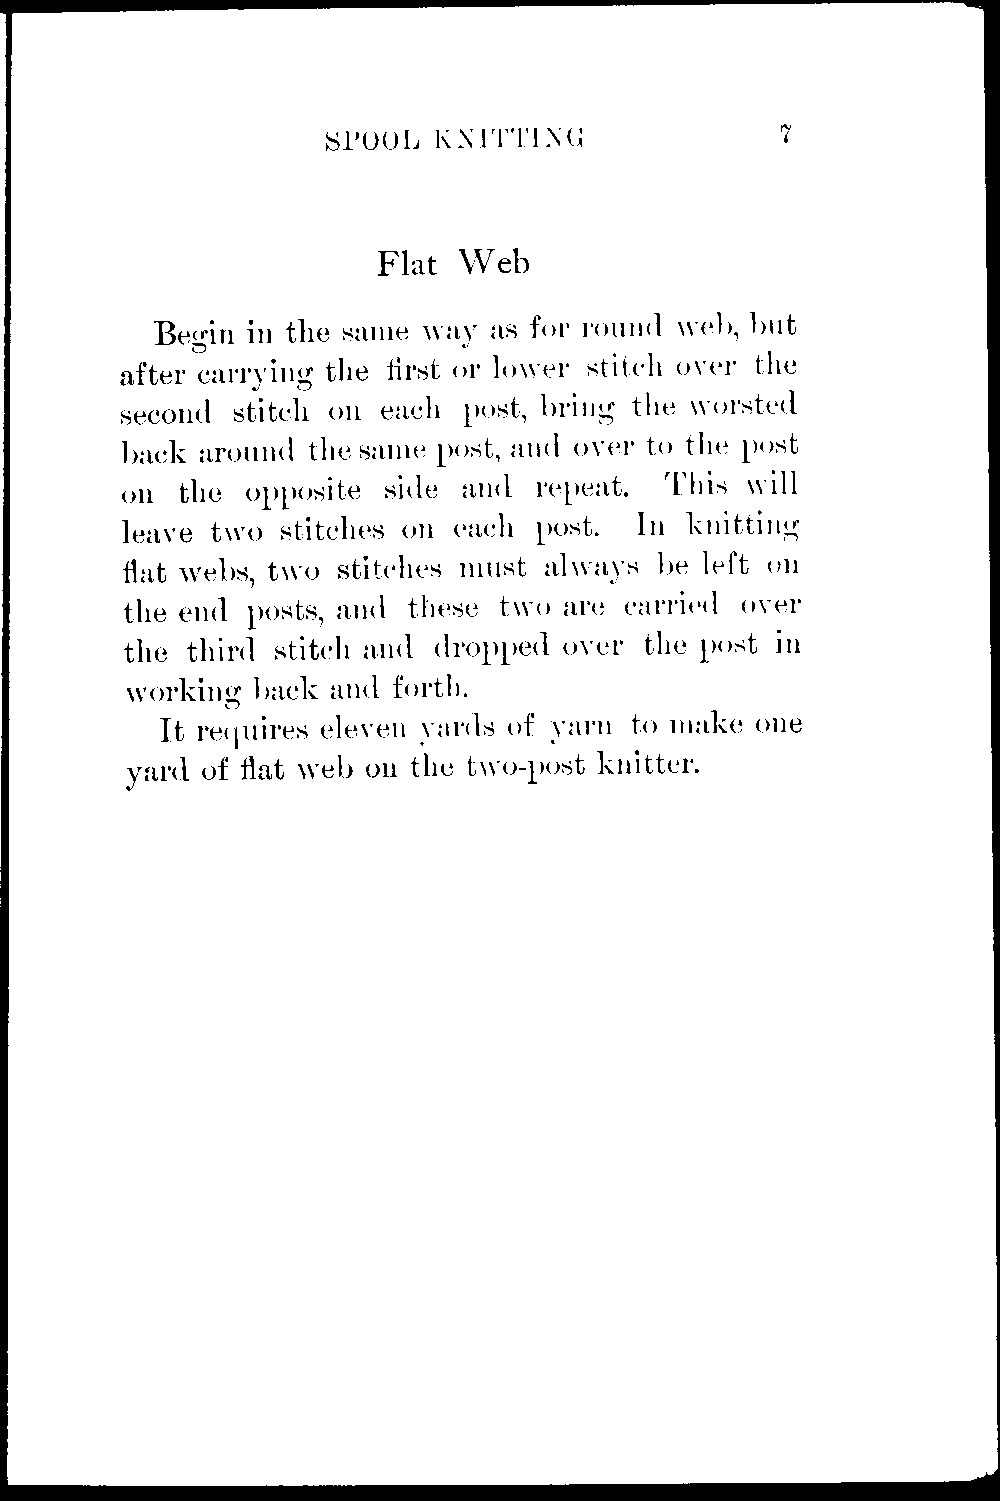 SPOOL KNITTING 7
Flat Web
Begin in the same way as for round web, but
after carrying the first or lower stitch over the
second stitch on each post, bring the worsted
back around the same post, and over to the post
on the opposite side and repeat. This will
leave two stitches on each post. In knitting
flat webs, two stitches must always be left on
the end posts, and these two are carried over
the third stitch and dropped over the post in
working back and forth.
It requires eleven yards of yarn to make one
yard of flat web on the two-post knitter.